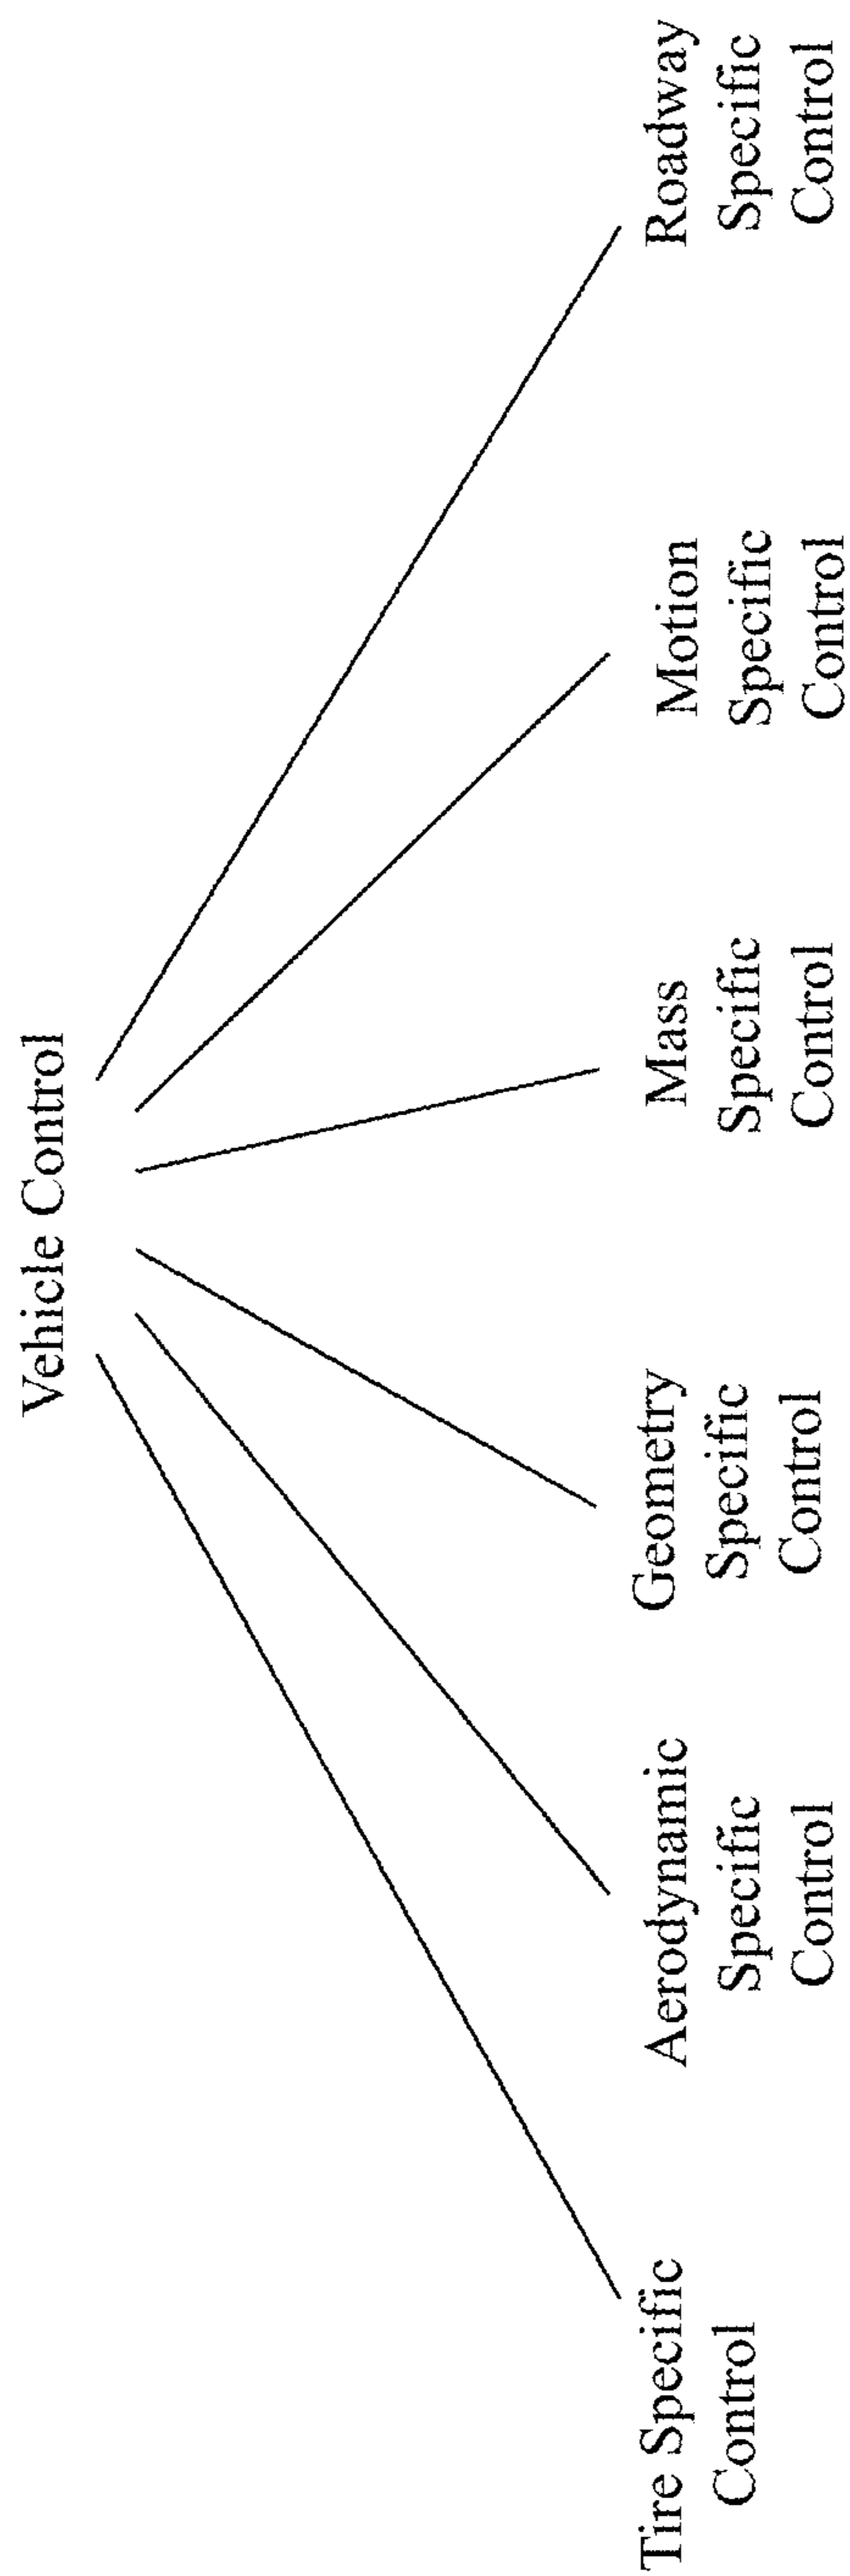 Vehicle Control
Tire Specific
Control
Aerodynamic
Specific
Control
Geometry
Specific
Control
Mass
Specific
Control
Motion
Specific
Control
Roadway
Specific
Control